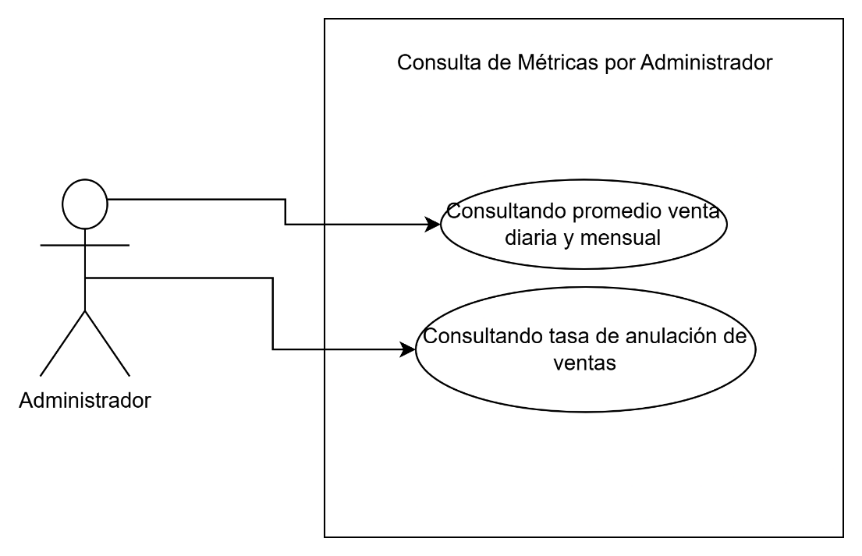 Consulta de Métricas por Administrador
Consultando promedio venta
diaria y mensual
Consultando tasa de anulación de
ventas
Administrador